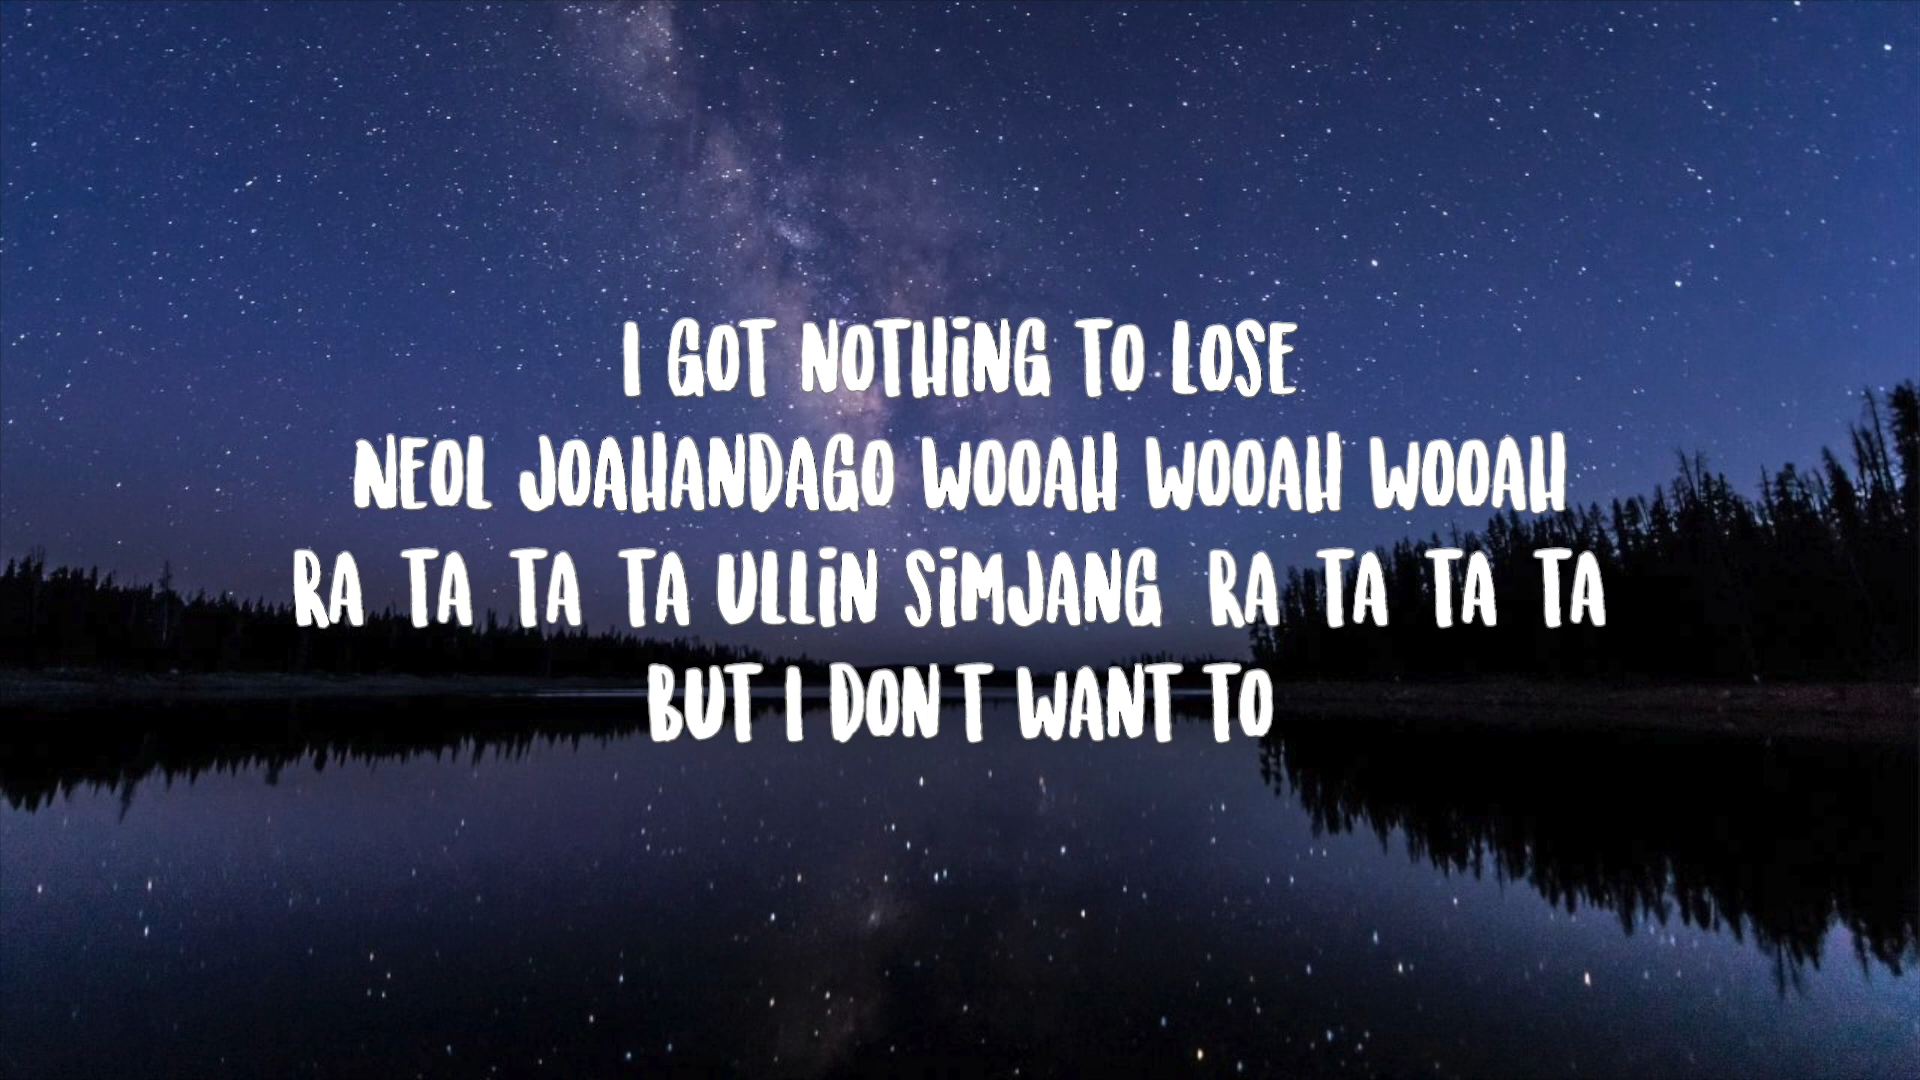 I GOT NOTHING TO LOSE
NEOL JOAHANDAGO WOOAH WOOAH WOOAH
RA TA TA TA ULLIN SIMJANG RA TA TA TA
BUT I DON T WANT TO